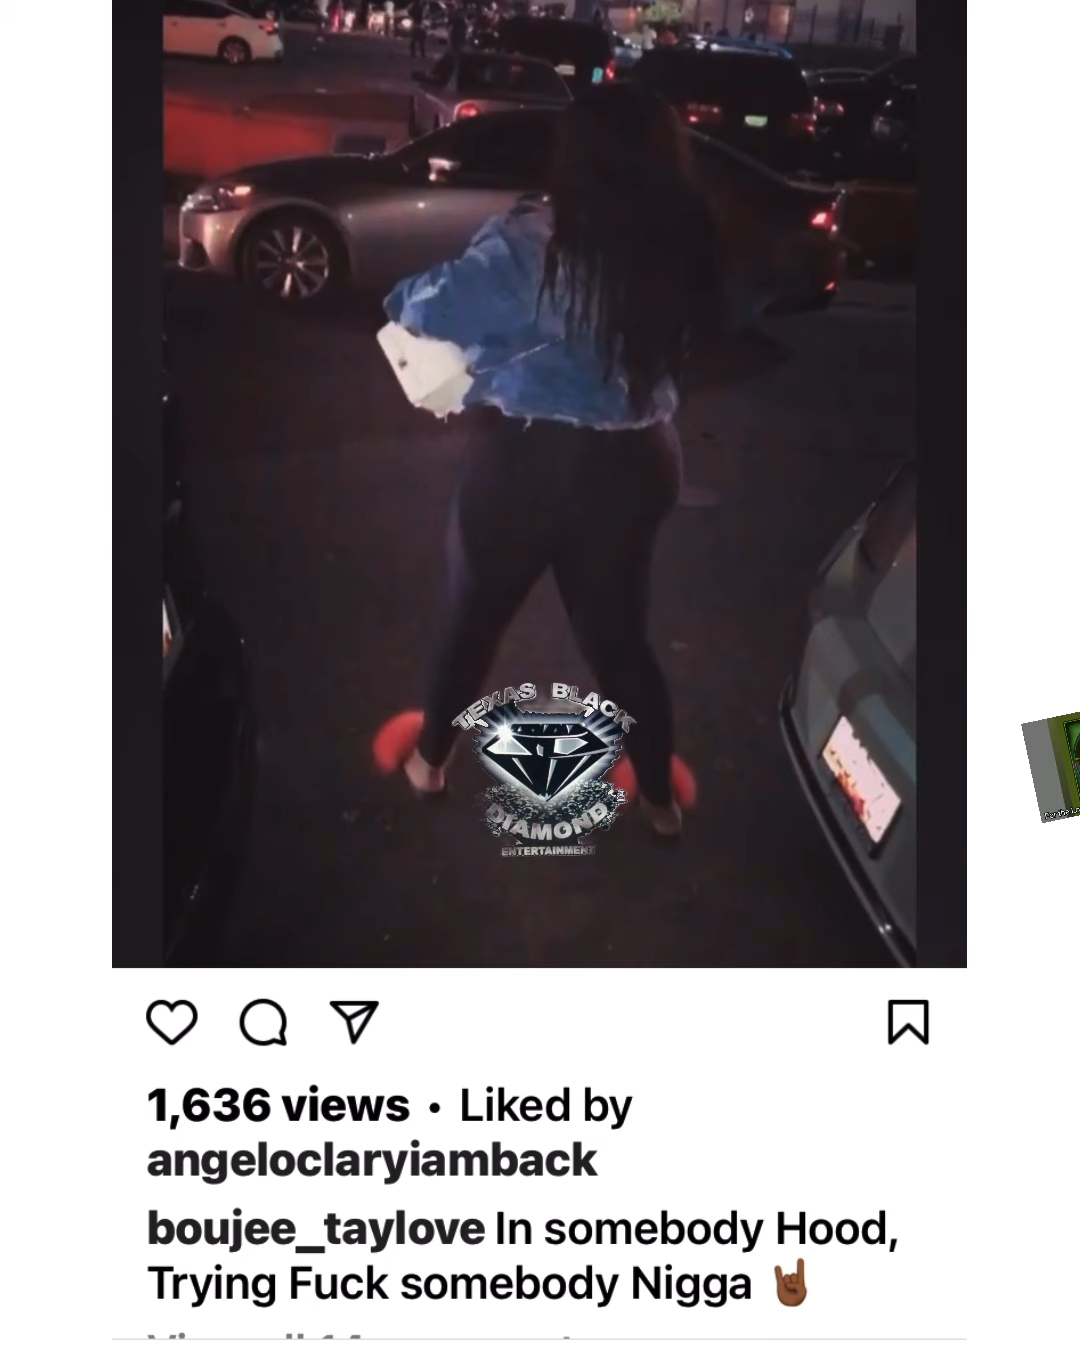 TEXAS BLACK
DIAMOND
ENTERTAINMENT
1,636 views • Liked by
angeloclaryiamback
boujee_taylove In somebody Hood,
Trying Fuck somebody Nigga 🤘🏾